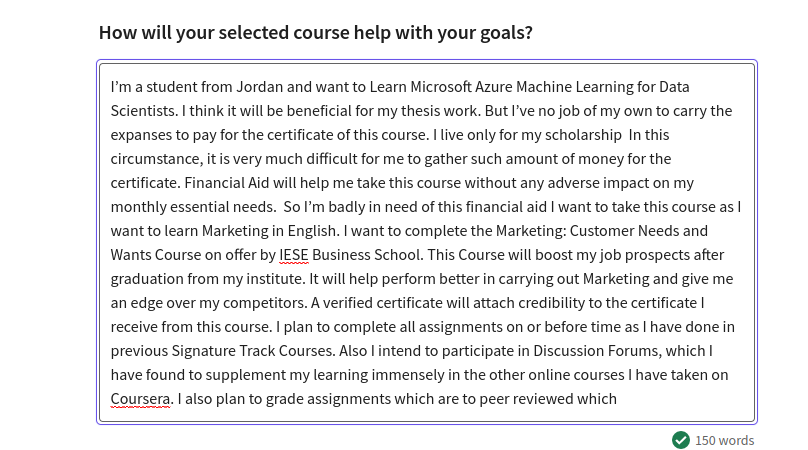 How will your selected course help with your goals?
I’m a student from Jordan and want to Learn Microsoft Azure Machine Learning for Data
Scientists. I think it will be beneficial for my thesis work. But I’ve no job of my own to carry the
expanses to pay for the certificate of this course. I live only for my scholarship  In this
circumstance, it is very much difficult for me to gather such amount of money for the
certificate. Financial Aid will help me take this course without any adverse impact on my
monthly essential needs.  So I’m badly in need of this financial aid I want to take this course as I
want to learn Marketing in English. I want to complete the Marketing: Customer Needs and
Wants Course on offer by IESE Business School. This Course will boost my job prospects after
graduation from my institute. It will help perform better in carrying out Marketing and give me
an edge over my competitors. A verified certificate will attach credibility to the certificate I
receive from this course. I plan to complete all assignments on or before time as I have done in
previous Signature Track Courses. Also I intend to participate in Discussion Forums, which I
have found to supplement my learning immensely in the other online courses I have taken on
Coursera. I also plan to grade assignments which are to peer reviewed which
150 words